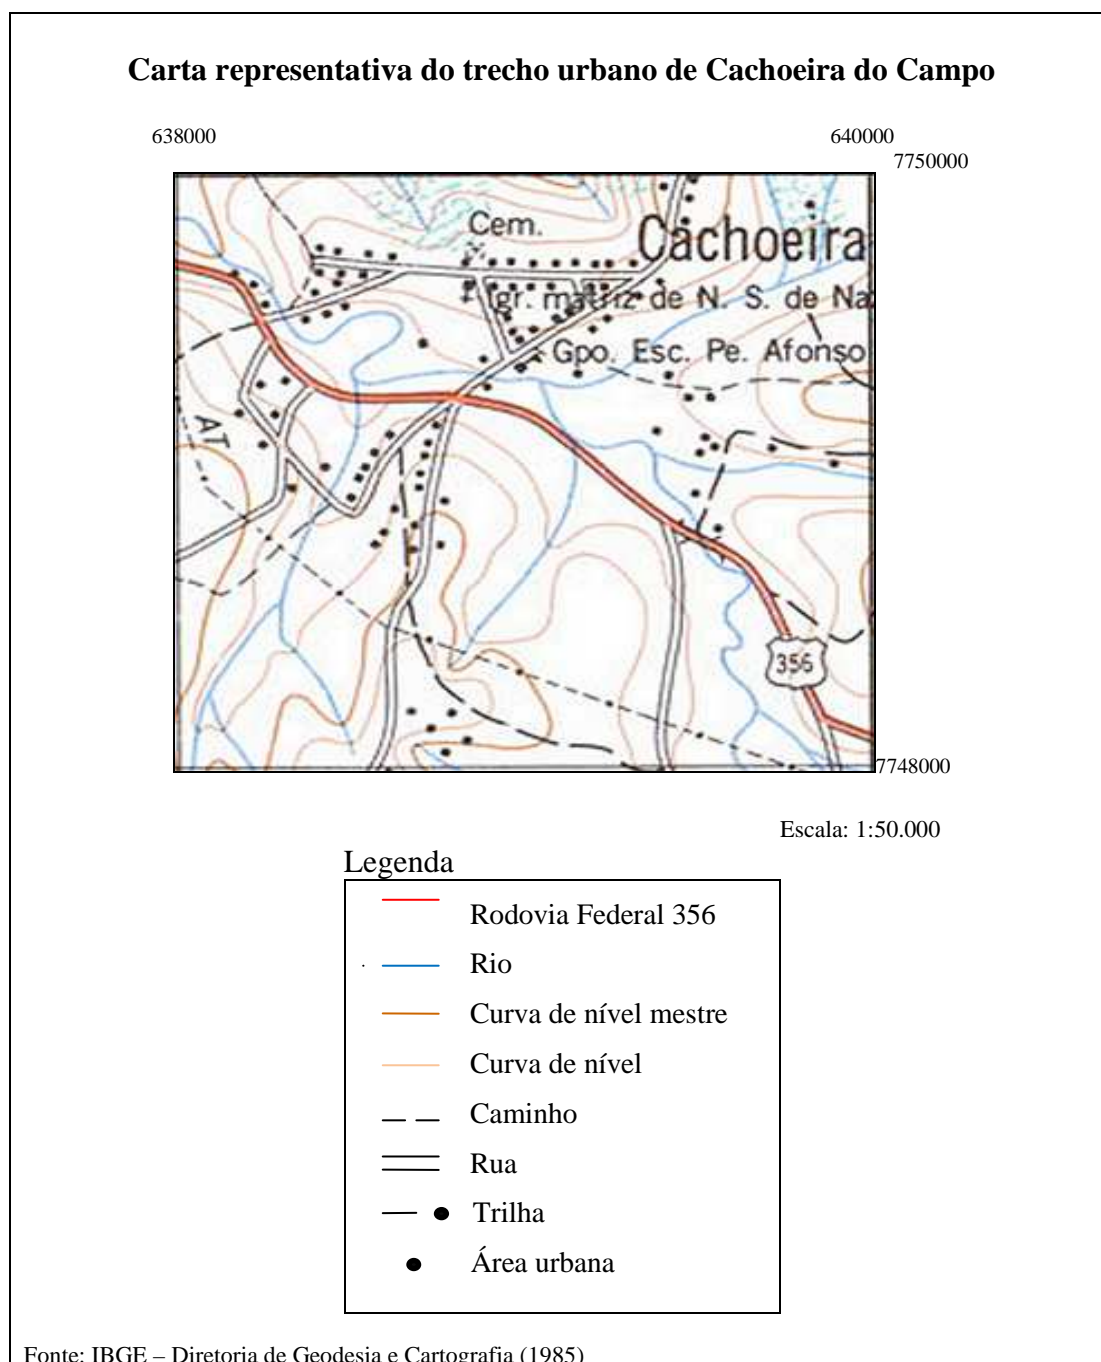 Carta representativa do trecho urbano de Cachoeira do Campo
638000 640000
7750000
Cem.
Cachoeira
Igr. matriz de N. S. de Na
Gpo. Esc. Pe. Afonso
AT
356
7748000
Escala: 1:50.000
Legenda
Rodovia Federal 356
Rio
Curva de nível mestre
Curva de nível
Caminho
Rua
Trilha
Área urbana
Fonte: IBGE – Diretoria de Geodesia e Cartografia (1985)